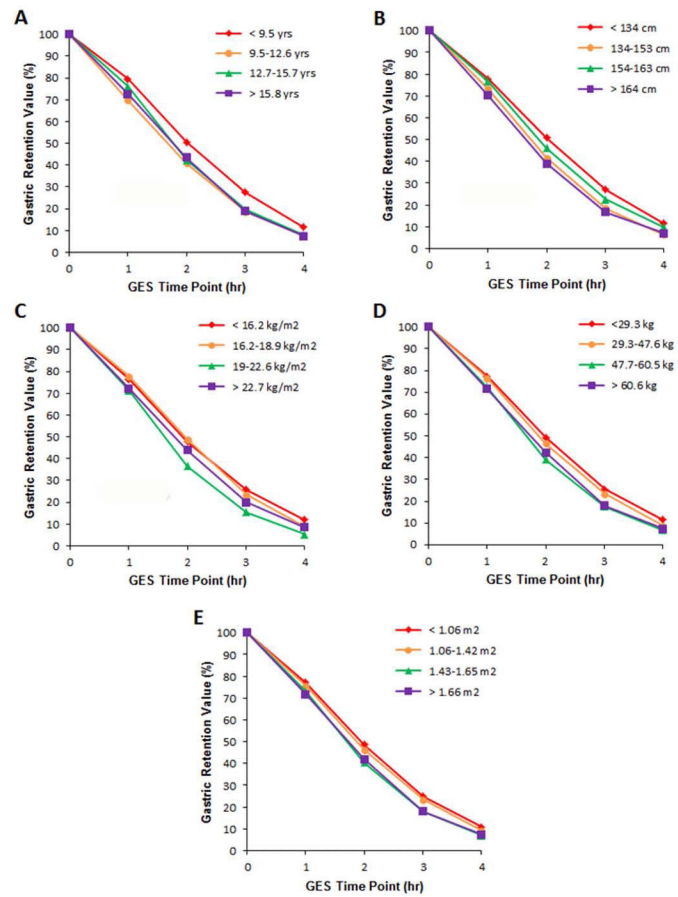 A
Gastric Retention Value (%)
100
90
80
70
60
50
40
30
20
10
0
0 1 2 3 4
GES Time Point (hr)
< 9.5 yrs
9.5-12.6 yrs
12.7-15.7 yrs
> 15.8 yrs
B
Gastric Retention Value (%)
100
90
80
70
60
50
40
30
20
10
0
0 1 2 3 4
GES Time Point (hr)
< 134 cm
134-153 cm
154-163 cm
> 164 cm
C
Gastric Retention Value (%)
100
90
80
70
60
50
40
30
20
10
0
0 1 2 3 4
GES Time Point (hr)
< 16.2 kg/m2
16.2-18.9 kg/m2
19-22.6 kg/m2
> 22.7 kg/m2
D
Gastric Retention Value (%)
100
90
80
70
60
50
40
30
20
10
0
0 1 2 3 4
GES Time Point (hr)
<29.3 kg
29.3-47.6 kg
47.7-60.5 kg
> 60.6 kg
E
Gastric Retention Value (%)
100
90
80
70
60
50
40
30
20
10
0
0 1 2 3 4
GES Time Point (hr)
< 1.06 m2
1.06-1.42 m2
1.43-1.65 m2
> 1.66 m2